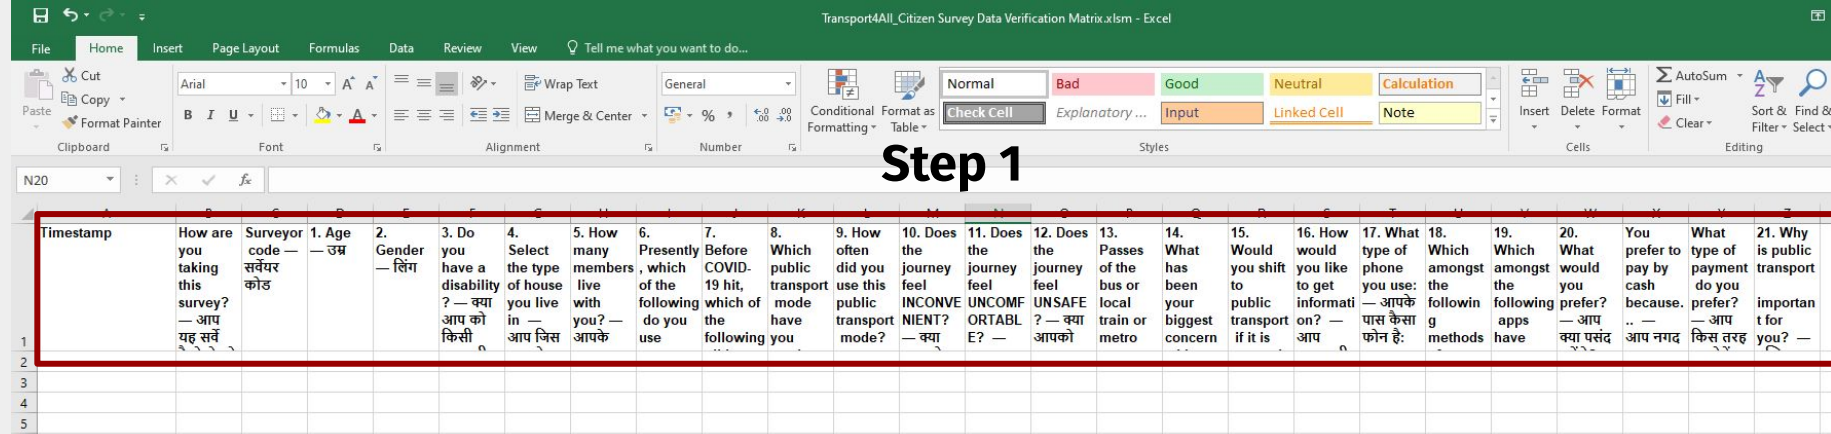 Transport4All_Citizen Survey Data Verification Matrix.xlsm - Excel
File Home Insert Page Layout Formulas Data Review View Tell me what you want to do...
Paste
Cut
Copy
Format Painter
Clipboard
Arial 10
B I U
Font
Wrap Text
Merge & Center
Alignment
General
%
Number
Conditional Formatting
Format as Table
Normal Bad Good Neutral Calculation
Check Cell Explanatory ... Input Linked Cell Note
Styles
Insert Delete Format
Cells
AutoSum
Fill
Clear
Sort & Filter
Find & Select
Editing
Step 1
N20
fx
1
Timestamp
How are
you
taking
this
survey?
— आप
यह सर्वे
Surveyor
code —
सर्वेयर
कोड
1. Age
— उम्र
2.
Gender
— लिंग
3. Do
you
have a
disability
? — क्या
आप को
किसी
4.
Select
the type
of house
you live
in —
आप जिस
5. How
many
members
live
with
you? —
आपके
6.
Presently
, which
of the
following
do you
use
7.
Before
COVID-
19 hit,
which of
the
following
8.
Which
public
transport
mode
have
you
9. How
often
did you
use this
public
transport
mode?
10. Does
the
journey
feel
INCONVE
NIENT?
— क्या
11. Does
the
journey
feel
UNCOMF
ORTABL
E? —
12. Does
the
journey
feel
UNSAFE
? — क्या
आपको
13.
Passes
of the
bus or
local
train or
metro
14.
What
has
been
your
biggest
concern
15.
Would
you shift
to
public
transport
if it is
16. How
would
you like
to get
informati
on? —
आप
17. What
type of
phone
you use:
— आपके
पास कैसा
फोन है:
18.
Which
amongst
the
followin
g
methods
19.
Which
amongst
the
following
apps
have
20.
What
would
you
prefer?
— आप
क्या पसंद
You
prefer to
pay by
cash
because.
.. —
आप नगद
What
type of
payment
do you
prefer?
— आप
किस तरह
21. Why
is public
transport
importan
t for
you? —
2
3
4
5